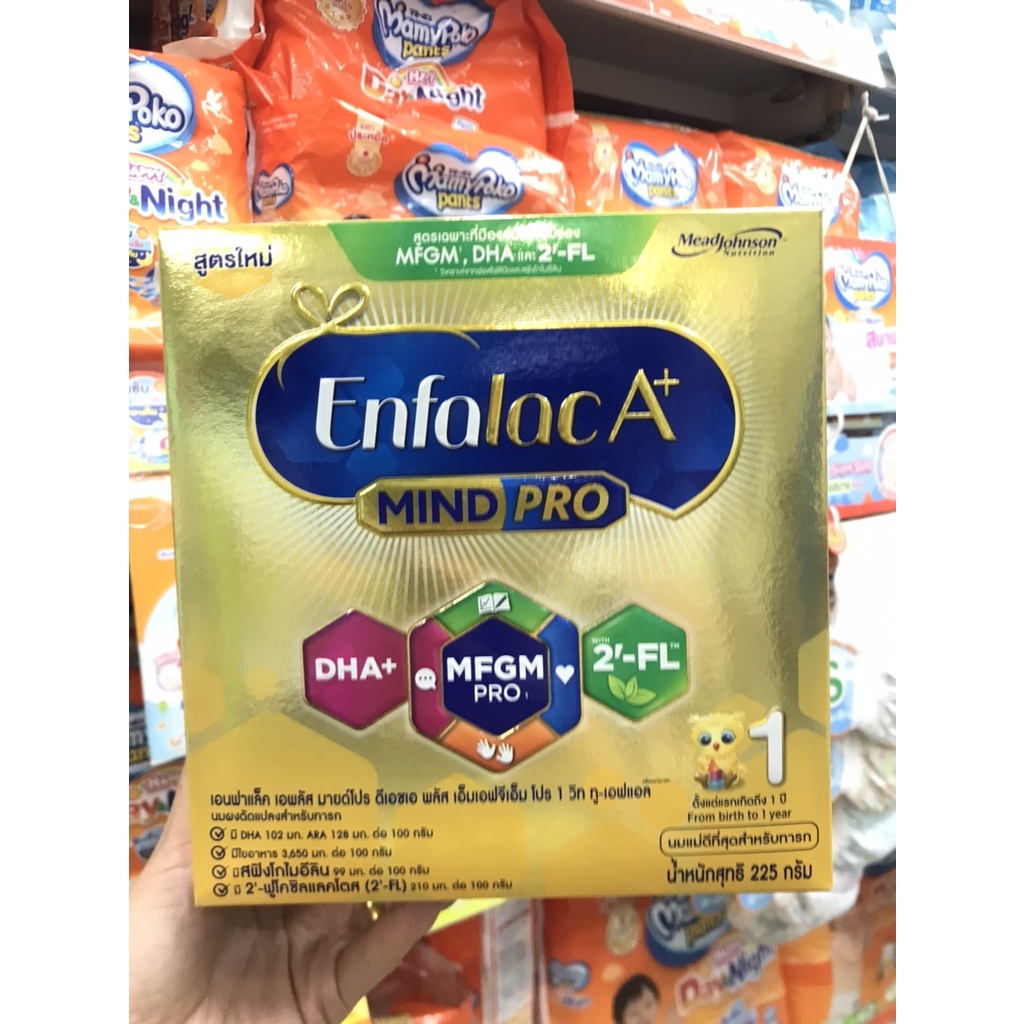 MamyPoko
pants
Day&Night
Poko
MamyPoko
pants
MamyPoko
Night
สูตรใหม่
MFGM, DHA และ 2'-FL
MeadJohnson
Nutrition
Enfalac A+
MIND PRO
DHA+
MFGM
PRO
WITH
2'-FL
1
เอนฟาแล็ค เอพลัส มายด์โปร ดีเอชเอ พลัส เอ็มเอฟจีเอ็ม โปร 1 วิท ทู-เอฟแอล
นมผงดัดแปลงสำหรับทารก
มี DHA 102 มก. ARA 128 มก. ต่อ 100 กรัม
มีใยอาหาร 3,650 มก. ต่อ 100 กรัม
มีสฟิงโกไมอีลิน 99 มก. ต่อ 100 กรัม
มี 2'-ฟูโคซิลแลคโตส (2'-FL) 210 มก. ต่อ 100 กรัม
ตั้งแต่แรกเกิดถึง 1 ปี
From birth to 1 year
นมแม่ดีที่สุดสำหรับทารก
น้ำหนักสุทธิ 225 กรัม